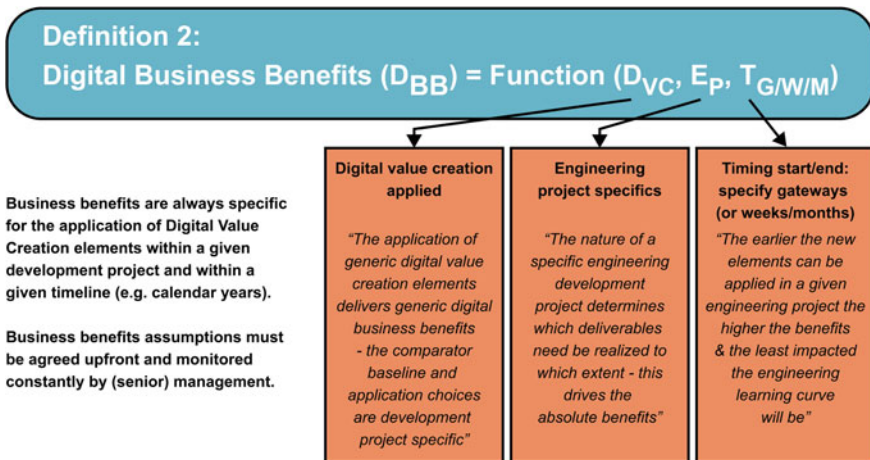 Definition 2:
Digital Business Benefits (DBB) = Function (DVC, EP, TG/W/M)
Business benefits are always specific
for the application of Digital Value
Creation elements within a given
development project and within a
given timeline (e.g. calendar years).
Business benefits assumptions must
be agreed upfront and monitored
constantly by (senior) management.
Digital value creation
applied
“The application of
generic digital value
creation elements
delivers generic digital
business benefits
- the comparator
baseline and
application choices
are development
project specific”
Engineering
project specifics
“The nature of a
specific engineering
development
project determines
which deliverables
need be realized to
which extent - this
drives the
absolute benefits”
Timing start/end:
specify gateways
(or weeks/months)
“The earlier the new
elements can be
applied in a given
engineering project the
higher the benefits
& the least impacted
the engineering
learning curve
will be”